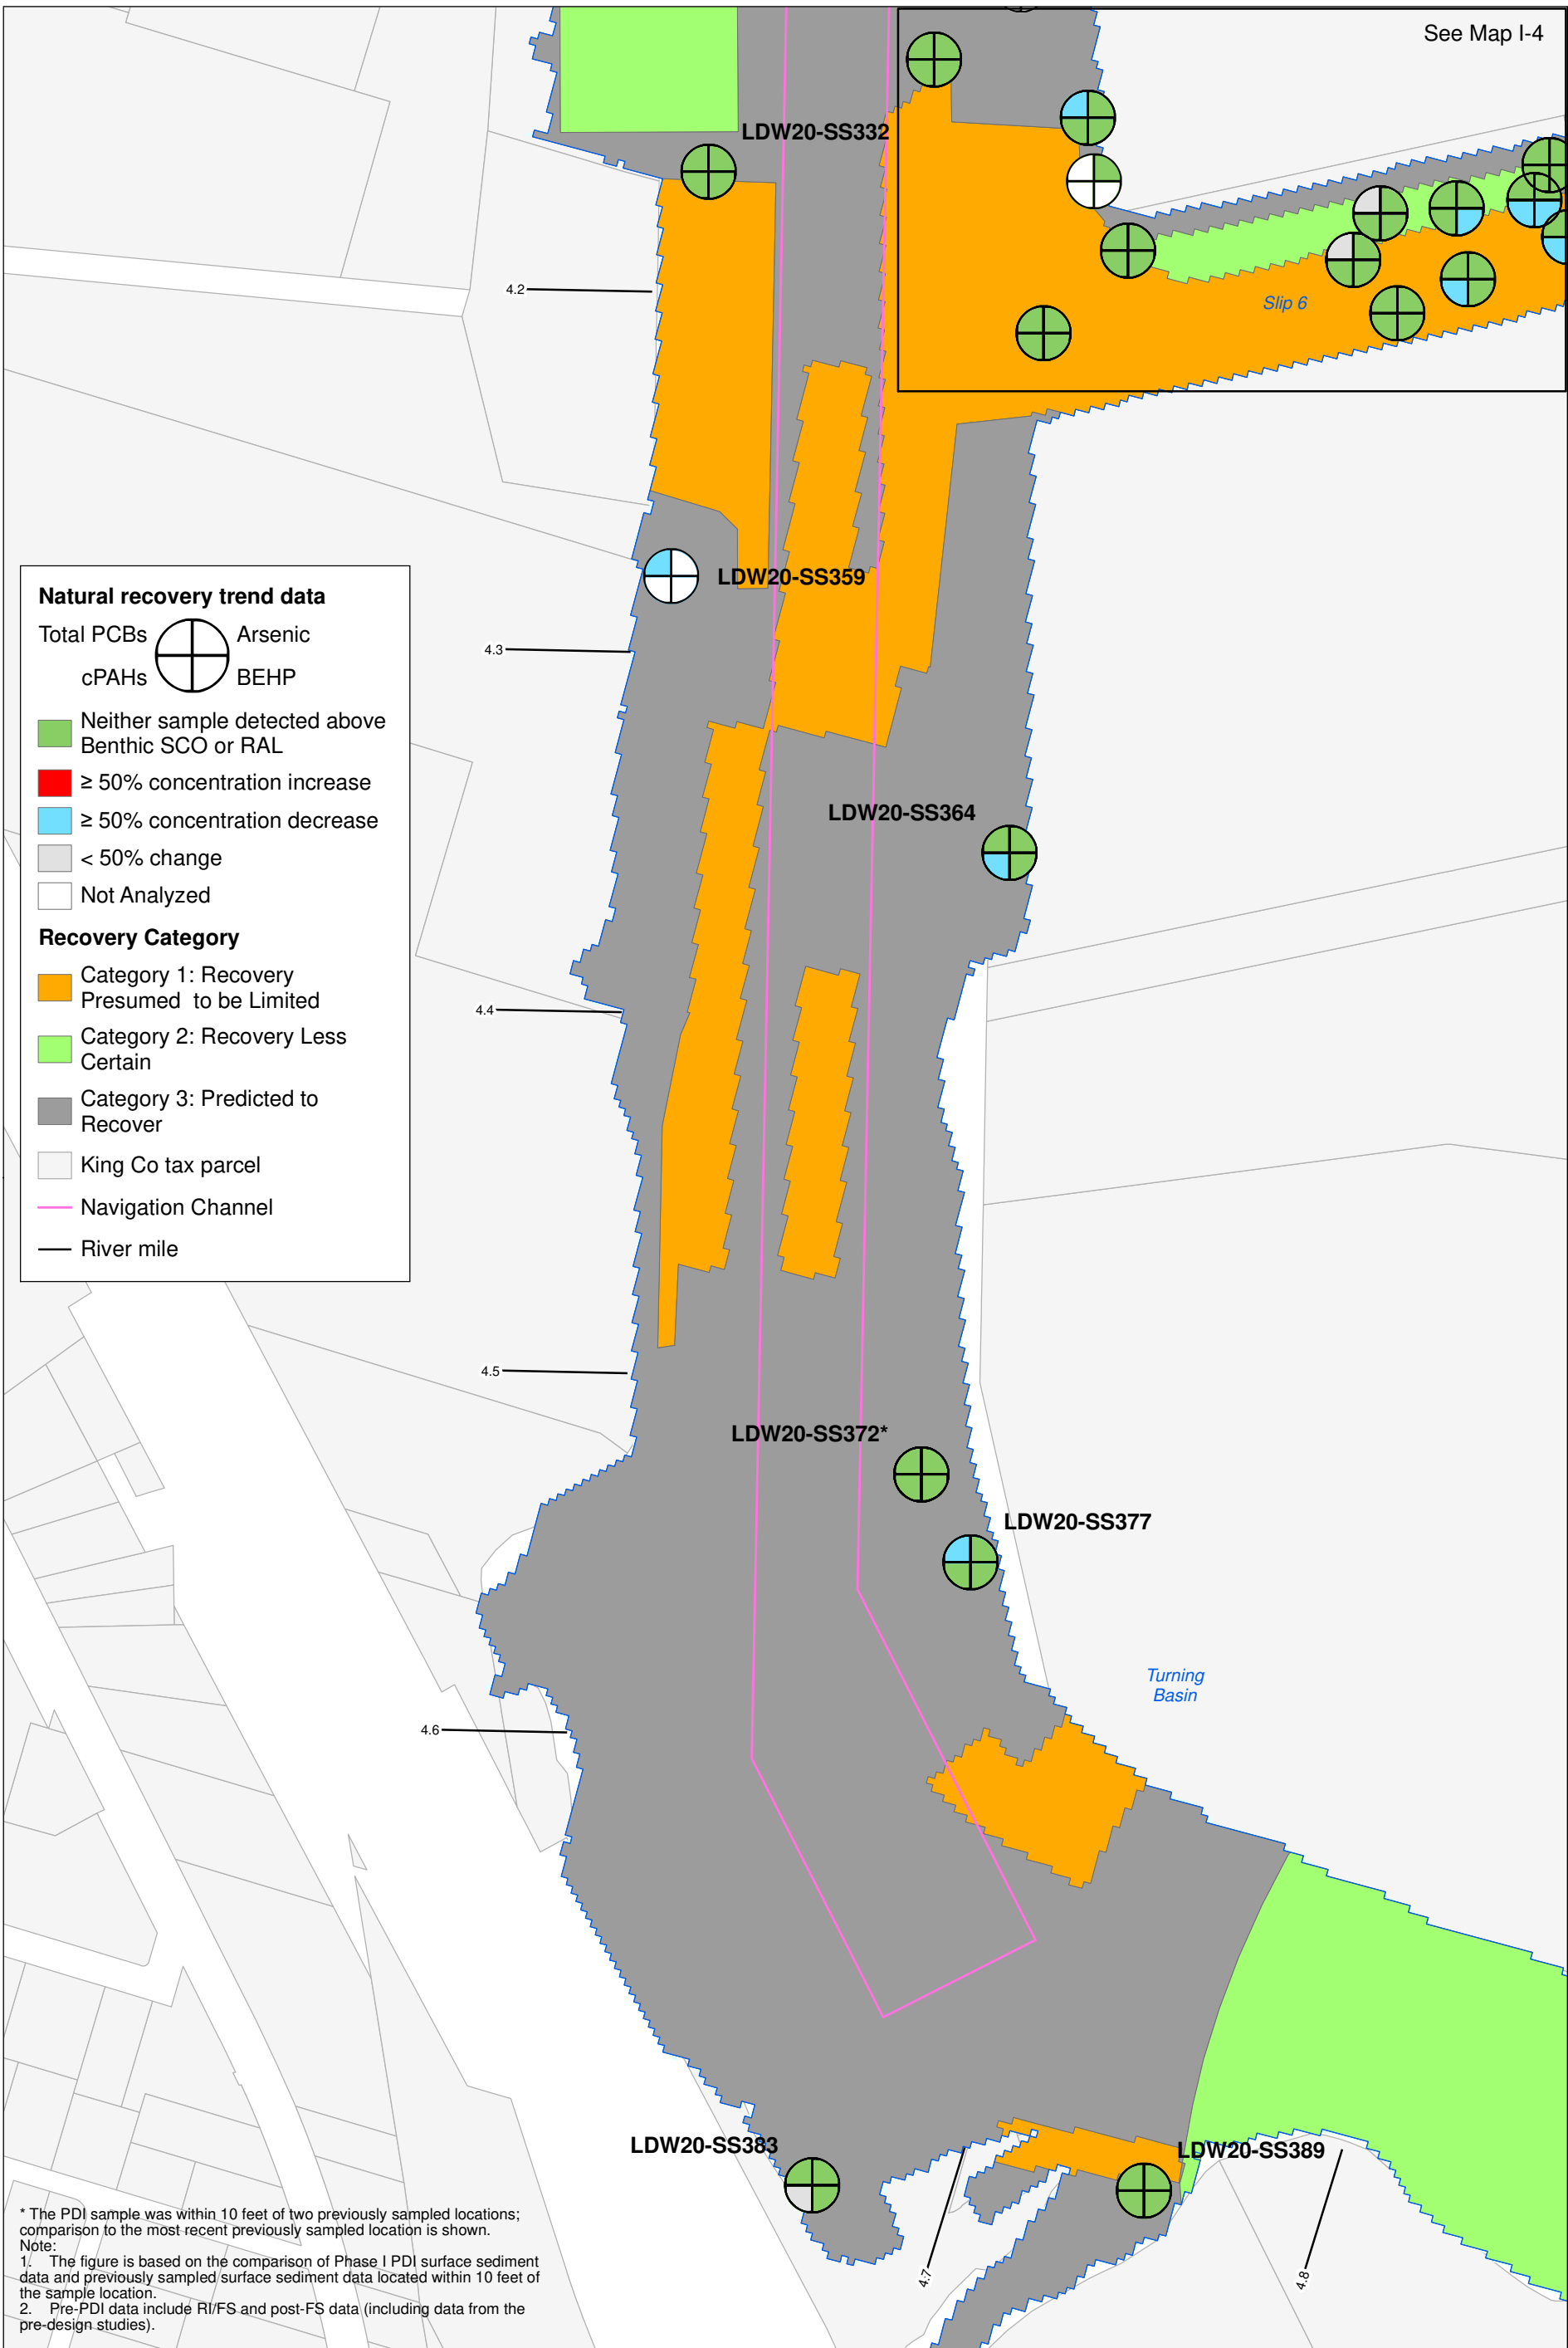 See Map I-4
LDW20-SS332
4.2
Slip 6
LDW20-SS359
4.3
Natural recovery trend data
Total PCBs
Arsenic
cPAHs
BEHP
Neither sample detected above
Benthic SCO or RAL
≥ 50% concentration increase
≥ 50% concentration decrease
< 50% change
Not Analyzed
Recovery Category
Category 1: Recovery
Presumed to be Limited
Category 2: Recovery Less
Certain
Category 3: Predicted to
Recover
King Co tax parcel
Navigation Channel
River mile
LDW20-SS364
4.4
4.5
LDW20-SS372*
LDW20-SS377
Turning
Basin
4.6
LDW20-SS383
LDW20-SS389
4.7
4.8
* The PDI sample was within 10 feet of two previously sampled locations;
comparison to the most recent previously sampled location is shown.
Note:
1. The figure is based on the comparison of Phase I PDI surface sediment
data and previously sampled surface sediment data located within 10 feet of
the sample location.
2. Pre-PDI data include RI/FS and post-FS data (including data from the
pre-design studies).